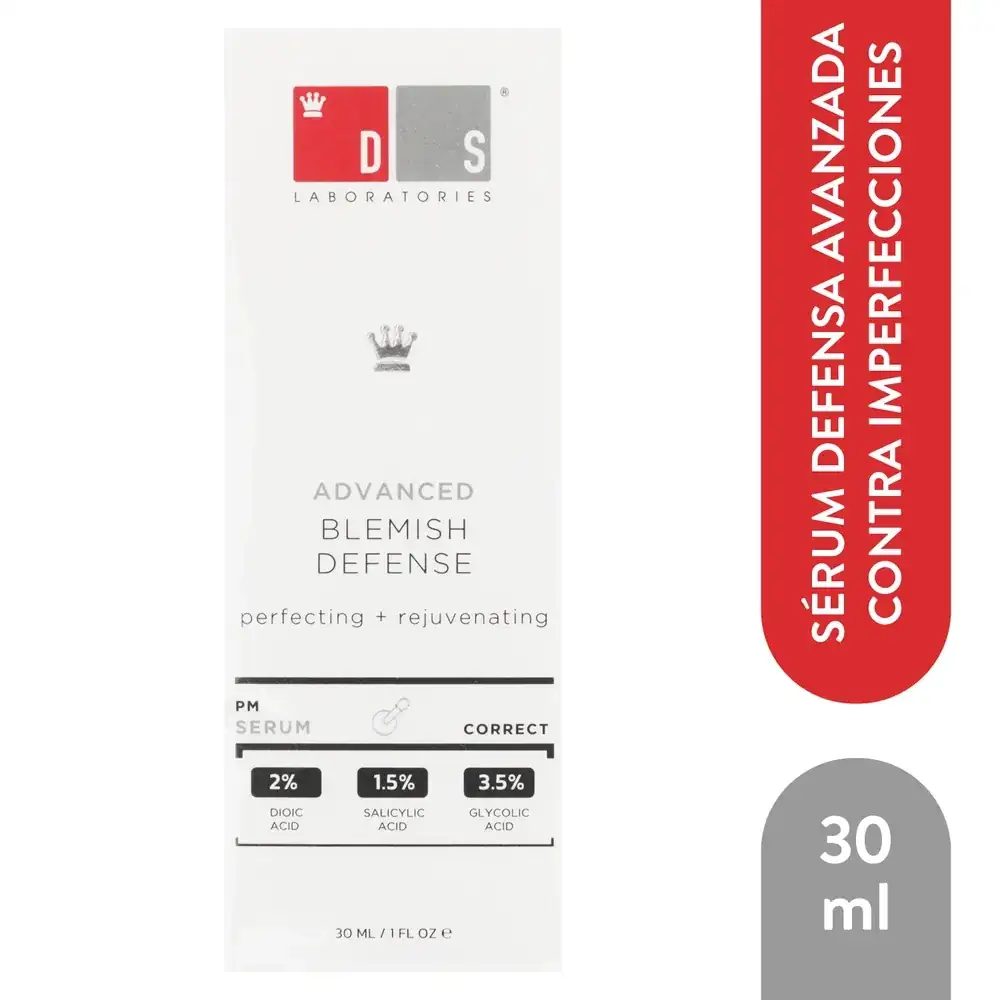 D S ®
LABORATORIES
ADVANCED
BLEMISH
DEFENSE
perfecting + rejuvenating
PM
SERUM
CORRECT
2% 1.5% 3.5%
DIOIC SALICYLIC GLYCOLIC
ACID ACID ACID
30 ML / 1 FL OZ ℮
SÉRUM DEFENSA AVANZADA
CONTRA IMPERFECCIONES
30
ml